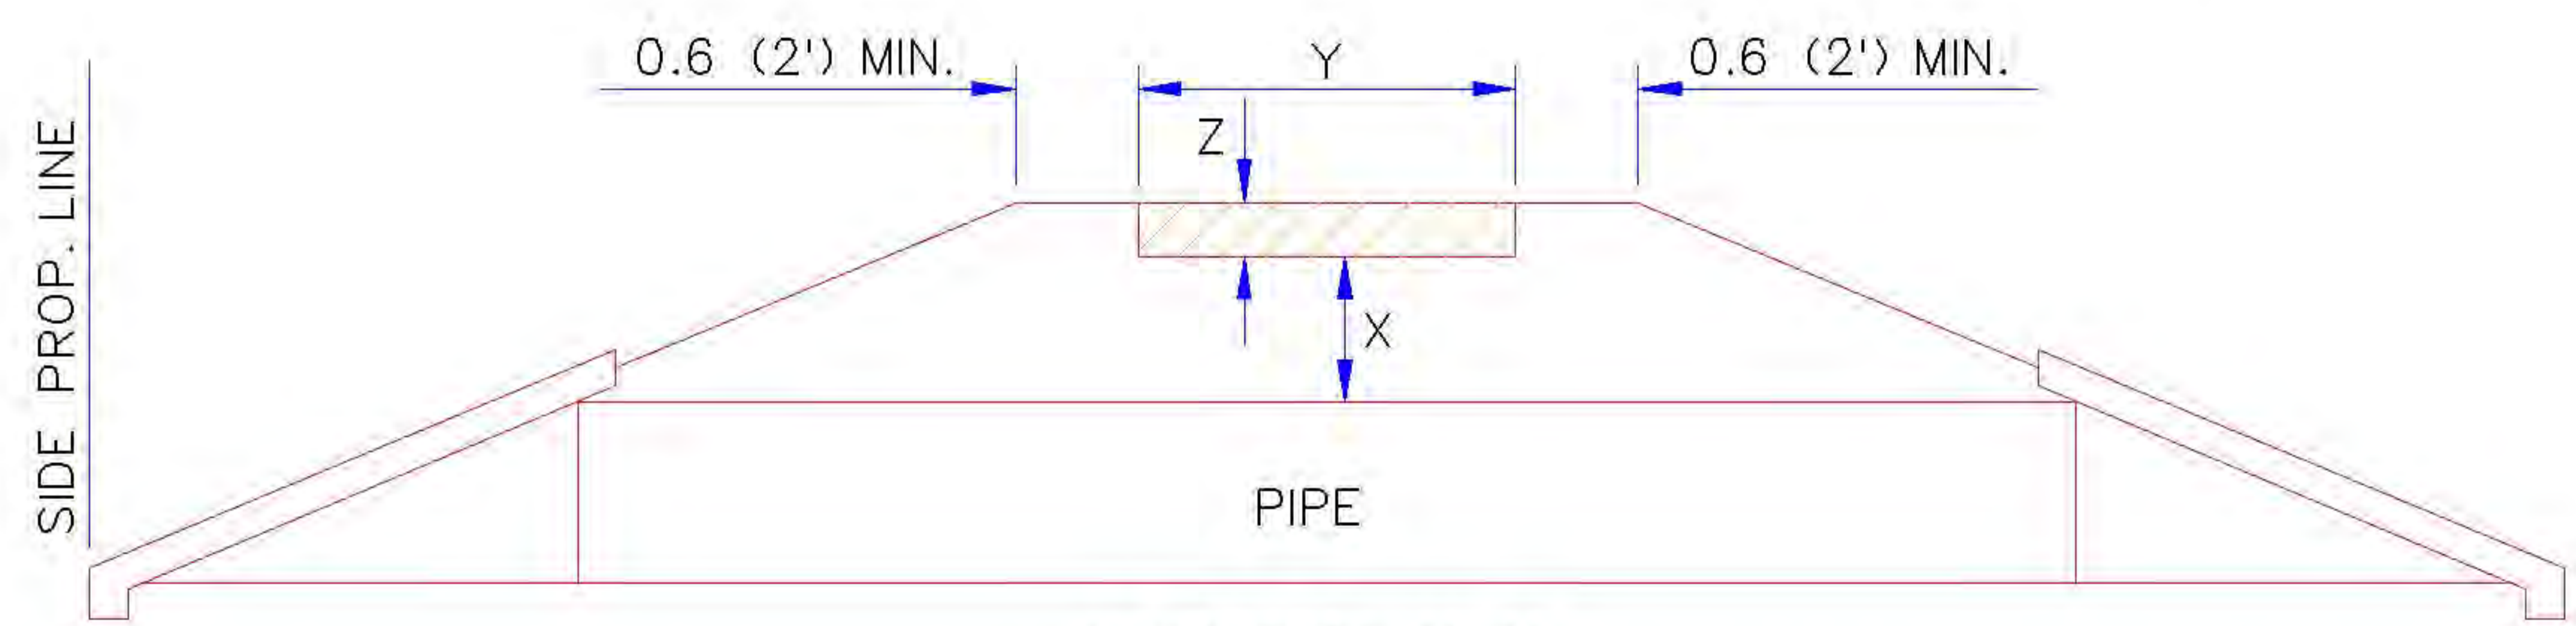 0.6 (2') MIN.
Y
0.6 (2') MIN.
Z
SIDE PROP. LINE
X
PIPE